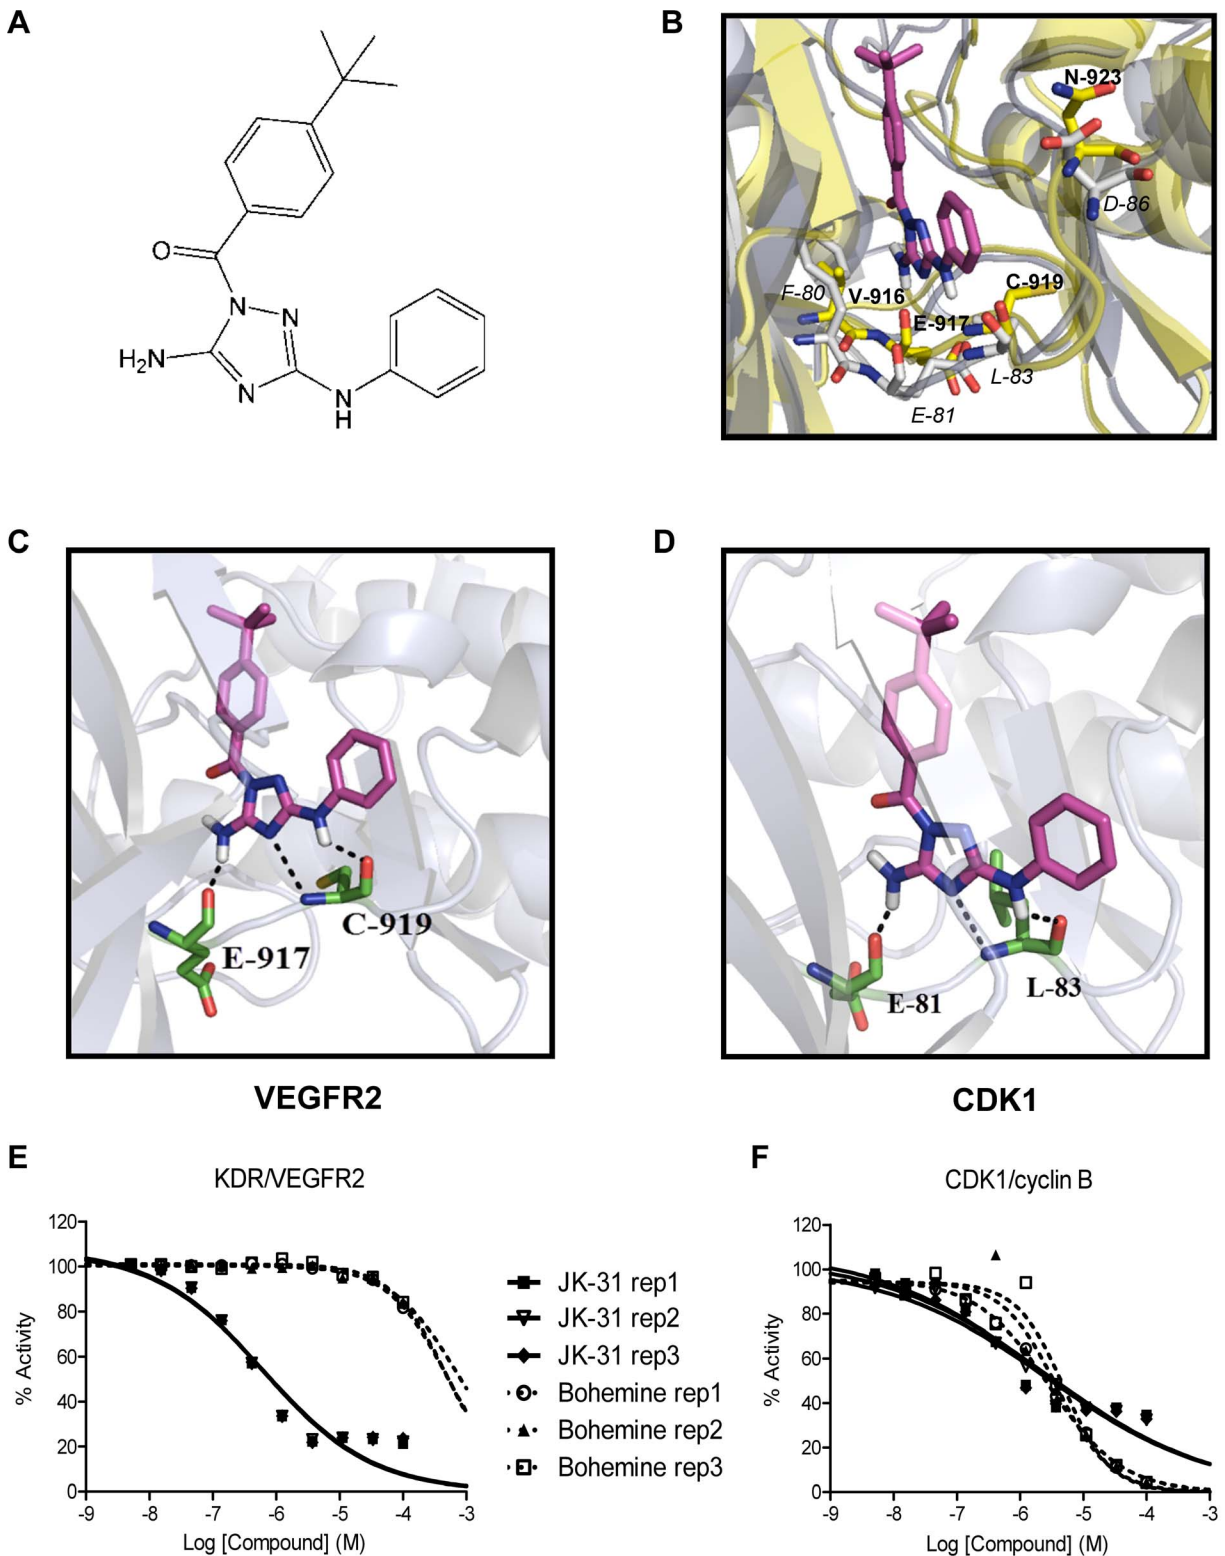 A
O
N
N
H₂N
N
N
H
B
N-923
D-86
F-80
V-916
C-919
E-917
L-83
E-81
C
E-917
C-919
VEGFR2
D
E-81
L-83
CDK1
E
KDR/VEGFR2
% Activity
120
100
80
60
40
20
0
-9 -8 -7 -6 -5 -4 -3
Log [Compound] (M)
JK-31 rep1
JK-31 rep2
JK-31 rep3
Bohemine rep1
Bohemine rep2
Bohemine rep3
F
CDK1/cyclin B
% Activity
120
100
80
60
40
20
0
-9 -8 -7 -6 -5 -4 -3
Log [Compound] (M)